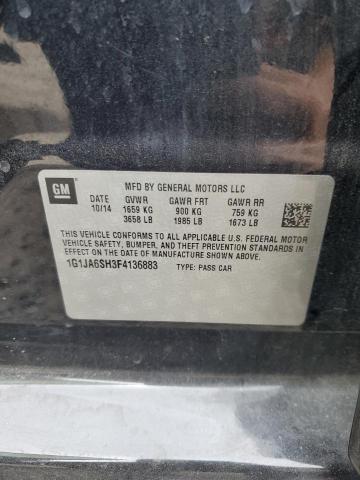 GM
MFD BY GENERAL MOTORS LLC
DATE GVWR GAWR FRT GAWR RR
10/14 1659 KG 900 KG 759 KG
3658 LB 1985 LB 1673 LB
THIS VEHICLE CONFORMS TO ALL APPLICABLE U.S. FEDERAL MOTOR
VEHICLE SAFETY, BUMPER, AND THEFT PREVENTION STANDARDS
IN EFFECT ON THE DATE OF MANUFACTURE SHOWN ABOVE.
1G1JA6SH3F4136883 TYPE: PASS CAR